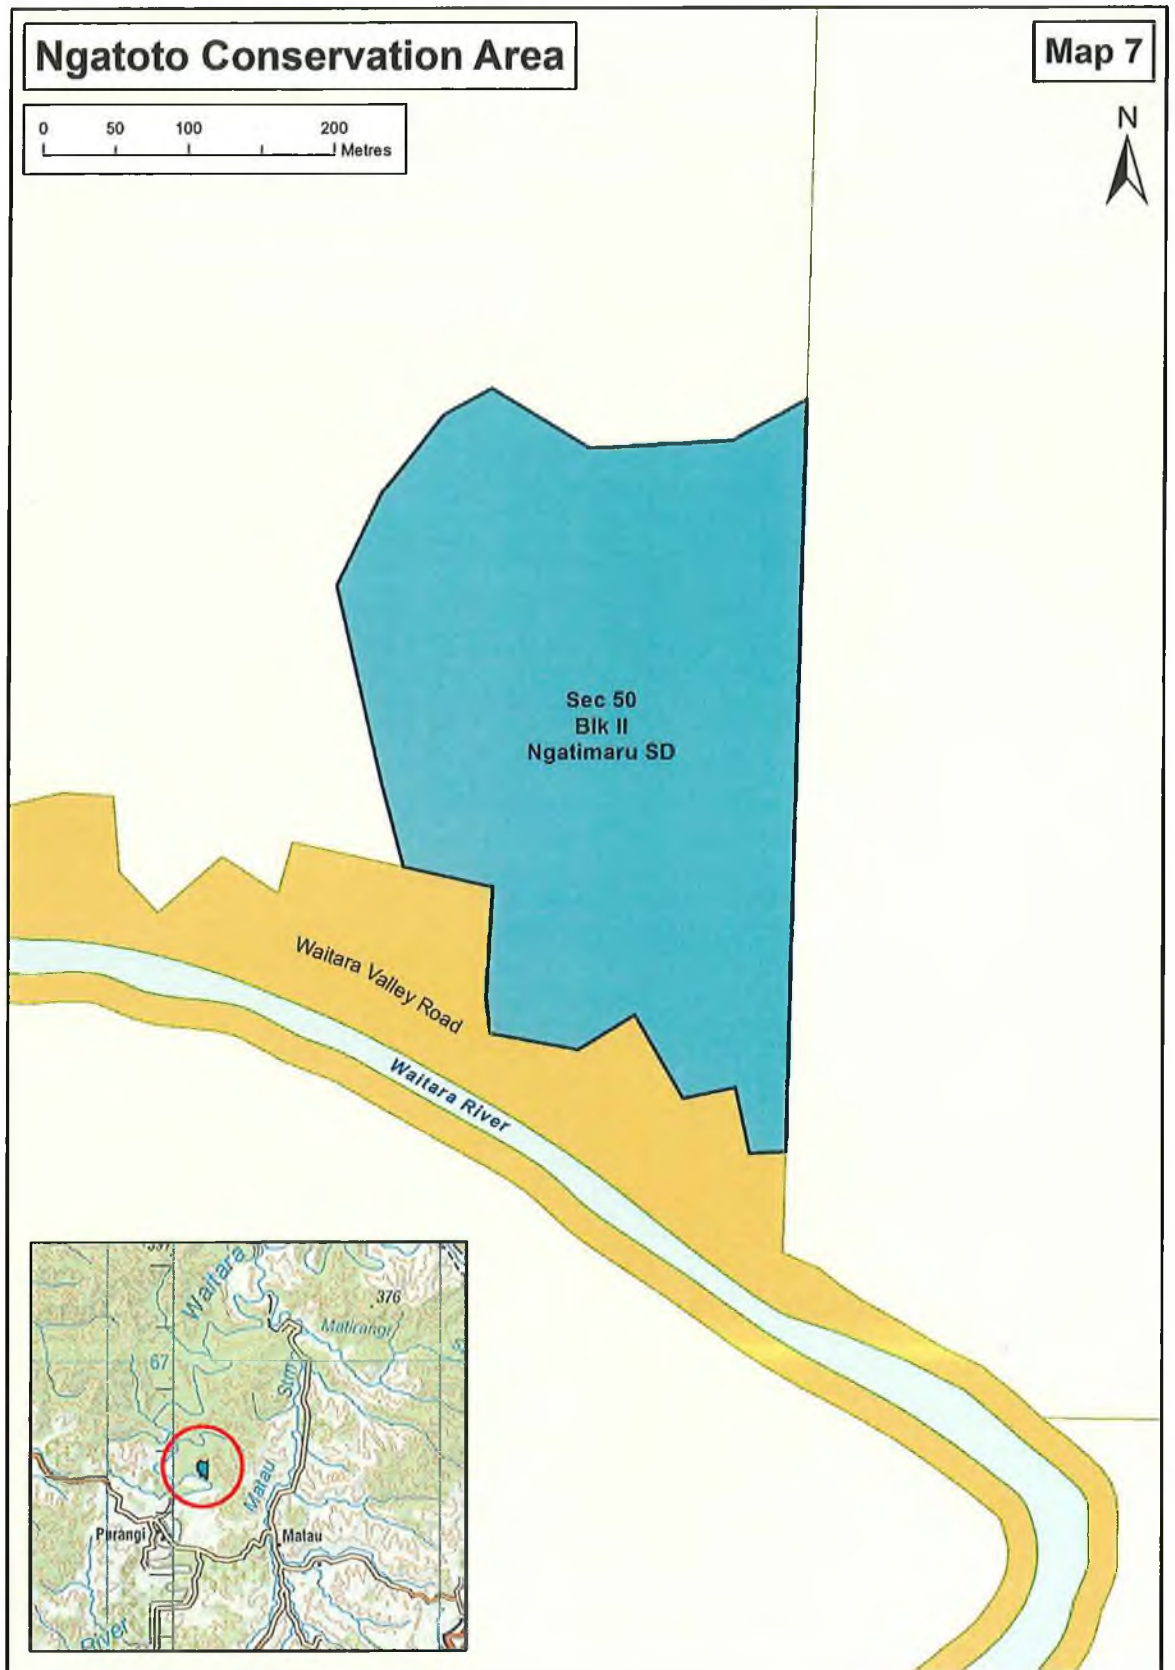 Ngatoto Conservation Area
Map 7
0 50 100 200
Metres
N
Sec 50
Blk II
Ngatimaru SD
Waitara Valley Road
Waitara River
Waitara
376
Matirangi
67
Strm
Matau
Purangi
Matau
River